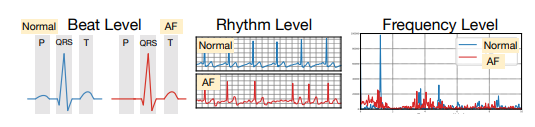 Beat Level
Normal
AF
P QRS T
P QRS T
Rhythm Level
Normal
AF
Frequency Level
Normal
AF